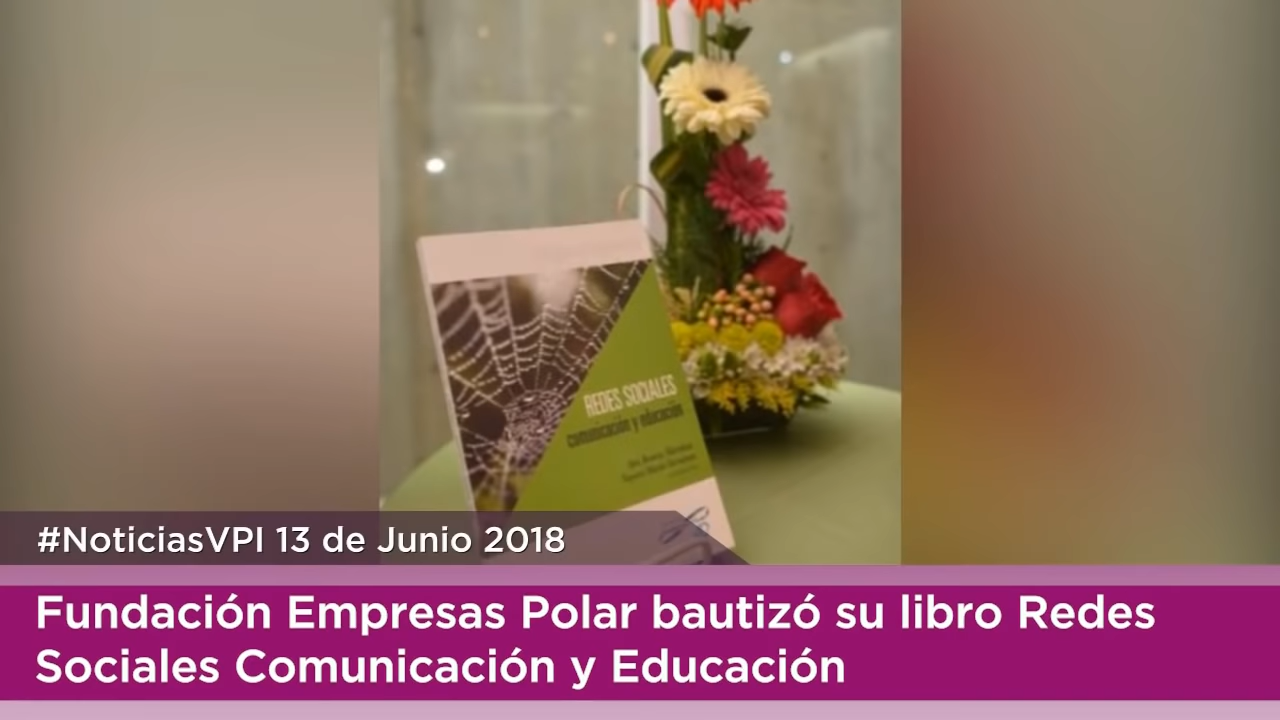 REDES SOCIALES
comunicación y educación
#NoticiasVPI 13 de Junio 2018
Fundación Empresas Polar bautizó su libro Redes
Sociales Comunicación y Educación